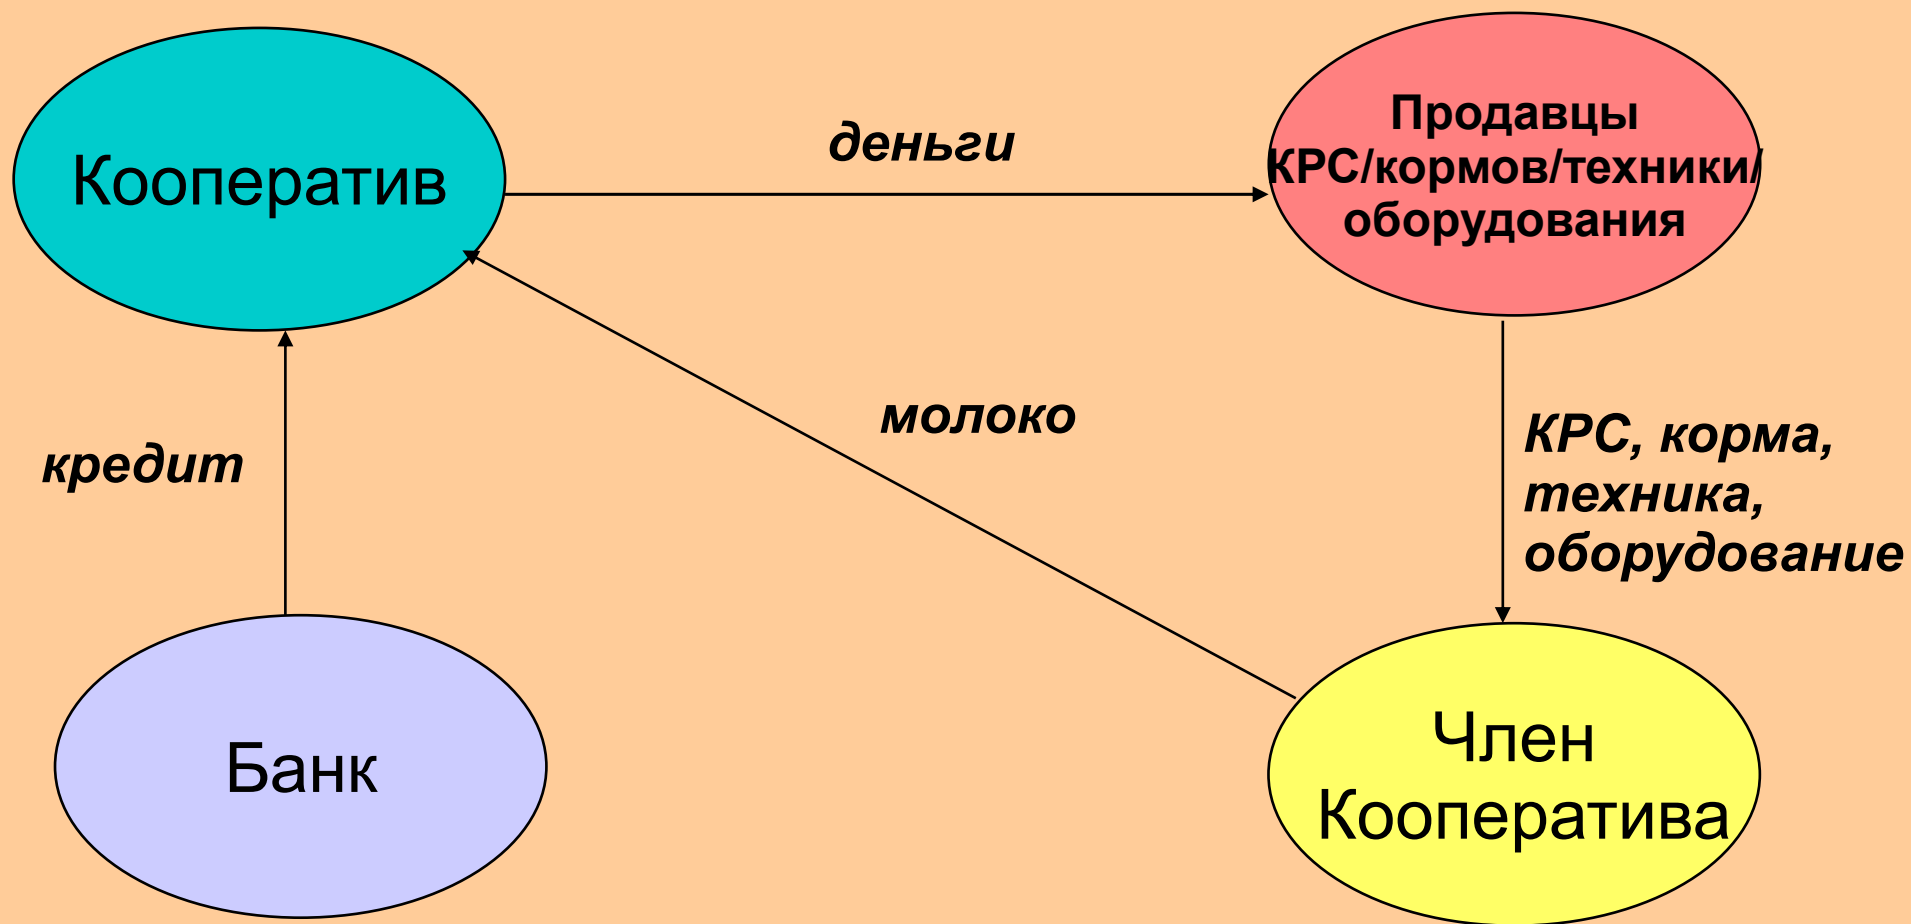 Кооператив
деньги
Продавцы
КРС/кормов/техники/
оборудования
кредит
молоко
КРС, корма,
техника,
оборудование
Банк
Член
Кооператива